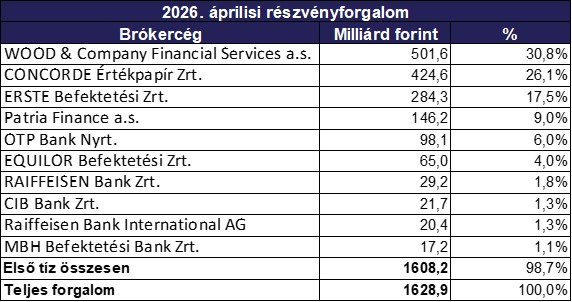 2026. áprilisi részvényforgalom
Brókercég Milliárd forint %
WOOD & Company Financial Services a.s. 501,6 30,8%
CONCORDE Értékpapír Zrt. 424,6 26,1%
ERSTE Befektetési Zrt. 284,3 17,5%
Patria Finance a.s. 146,2 9,0%
OTP Bank Nyrt. 98,1 6,0%
EQUILOR Befektetési Zrt. 65,0 4,0%
RAIFFEISEN Bank Zrt. 29,2 1,8%
CIB Bank Zrt. 21,7 1,3%
Raiffeisen Bank International AG 20,4 1,3%
MBH Befektetési Bank Zrt. 17,2 1,1%
Első tíz összesen 1608,2 98,7%
Teljes forgalom 1628,9 100,0%